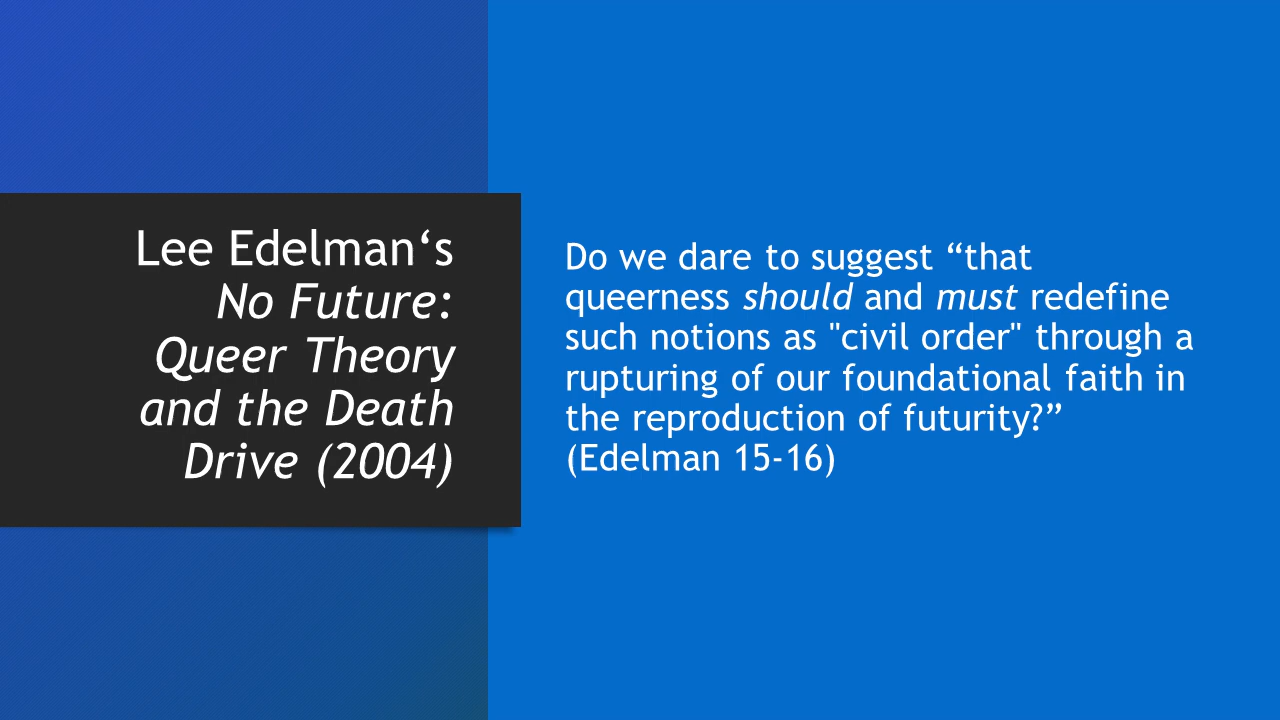 Lee Edelman‘s
No Future:
Queer Theory
and the Death
Drive (2004)
Do we dare to suggest “that
queerness should and must redefine
such notions as "civil order" through a
rupturing of our foundational faith in
the reproduction of futurity?”
(Edelman 15-16)